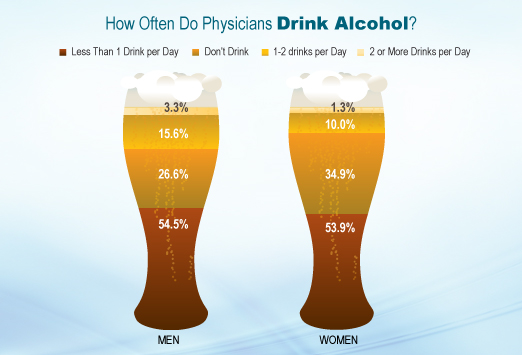 How Often Do Physicians Drink Alcohol?
Less Than 1 Drink per Day Don't Drink 1-2 drinks per Day 2 or More Drinks per Day
3.3% 1.3%
15.6% 10.0%
26.6% 34.9%
54.5% 53.9%
MEN WOMEN